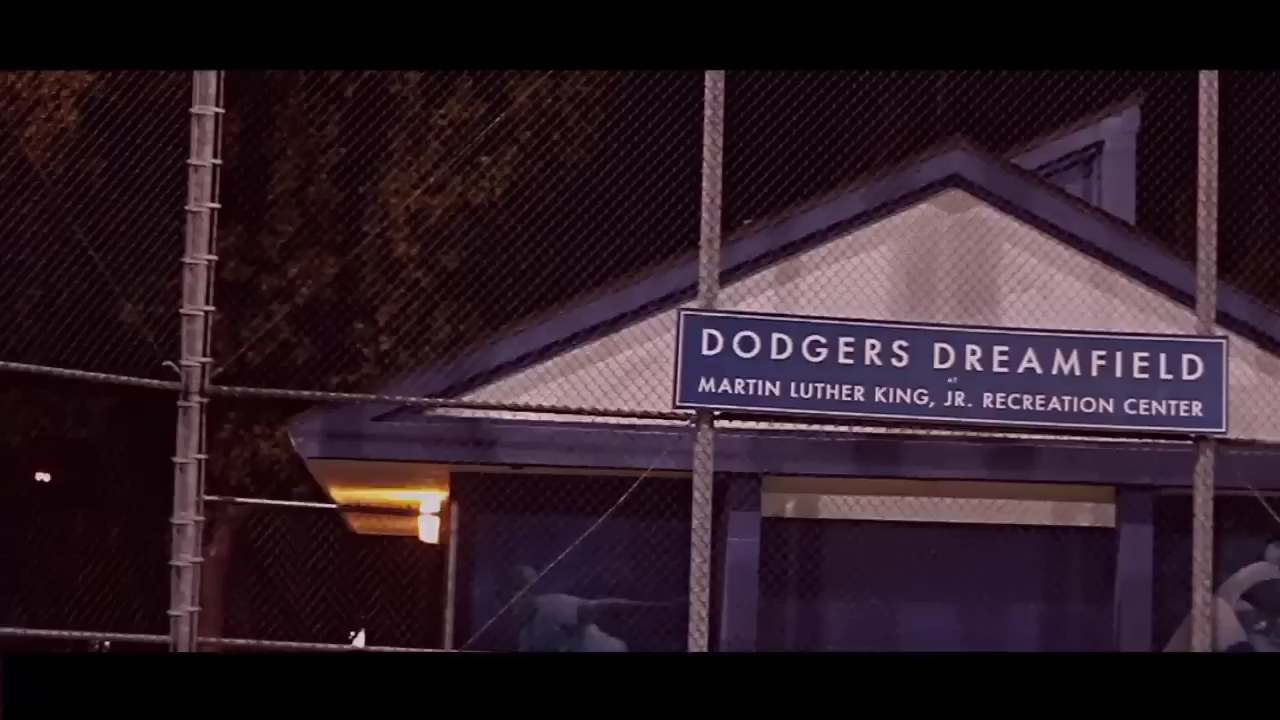 DODGERS DREAMFIELD
at
MARTIN LUTHER KING, JR. RECREATION CENTER